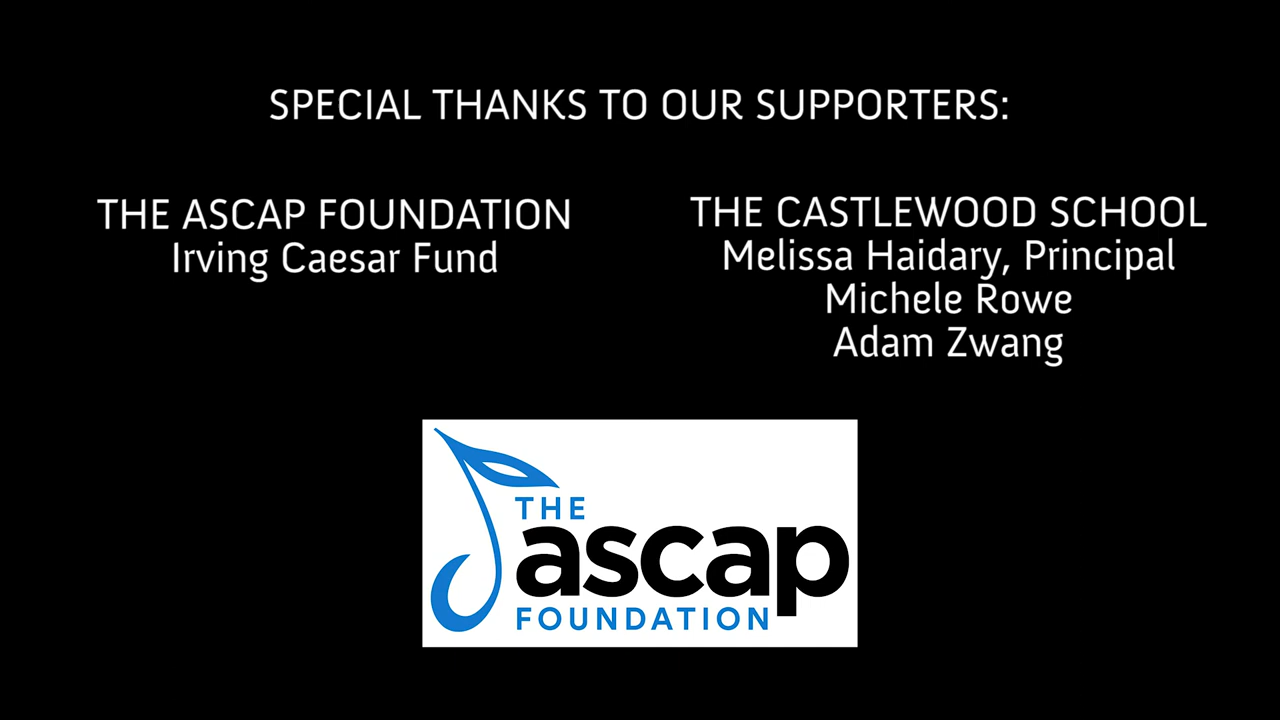 SPECIAL THANKS TO OUR SUPPORTERS:
THE ASCAP FOUNDATION
Irving Caesar Fund
THE CASTLEWOOD SCHOOL
Melissa Haidary, Principal
Michele Rowe
Adam Zwang
THE
ascap
FOUNDATION